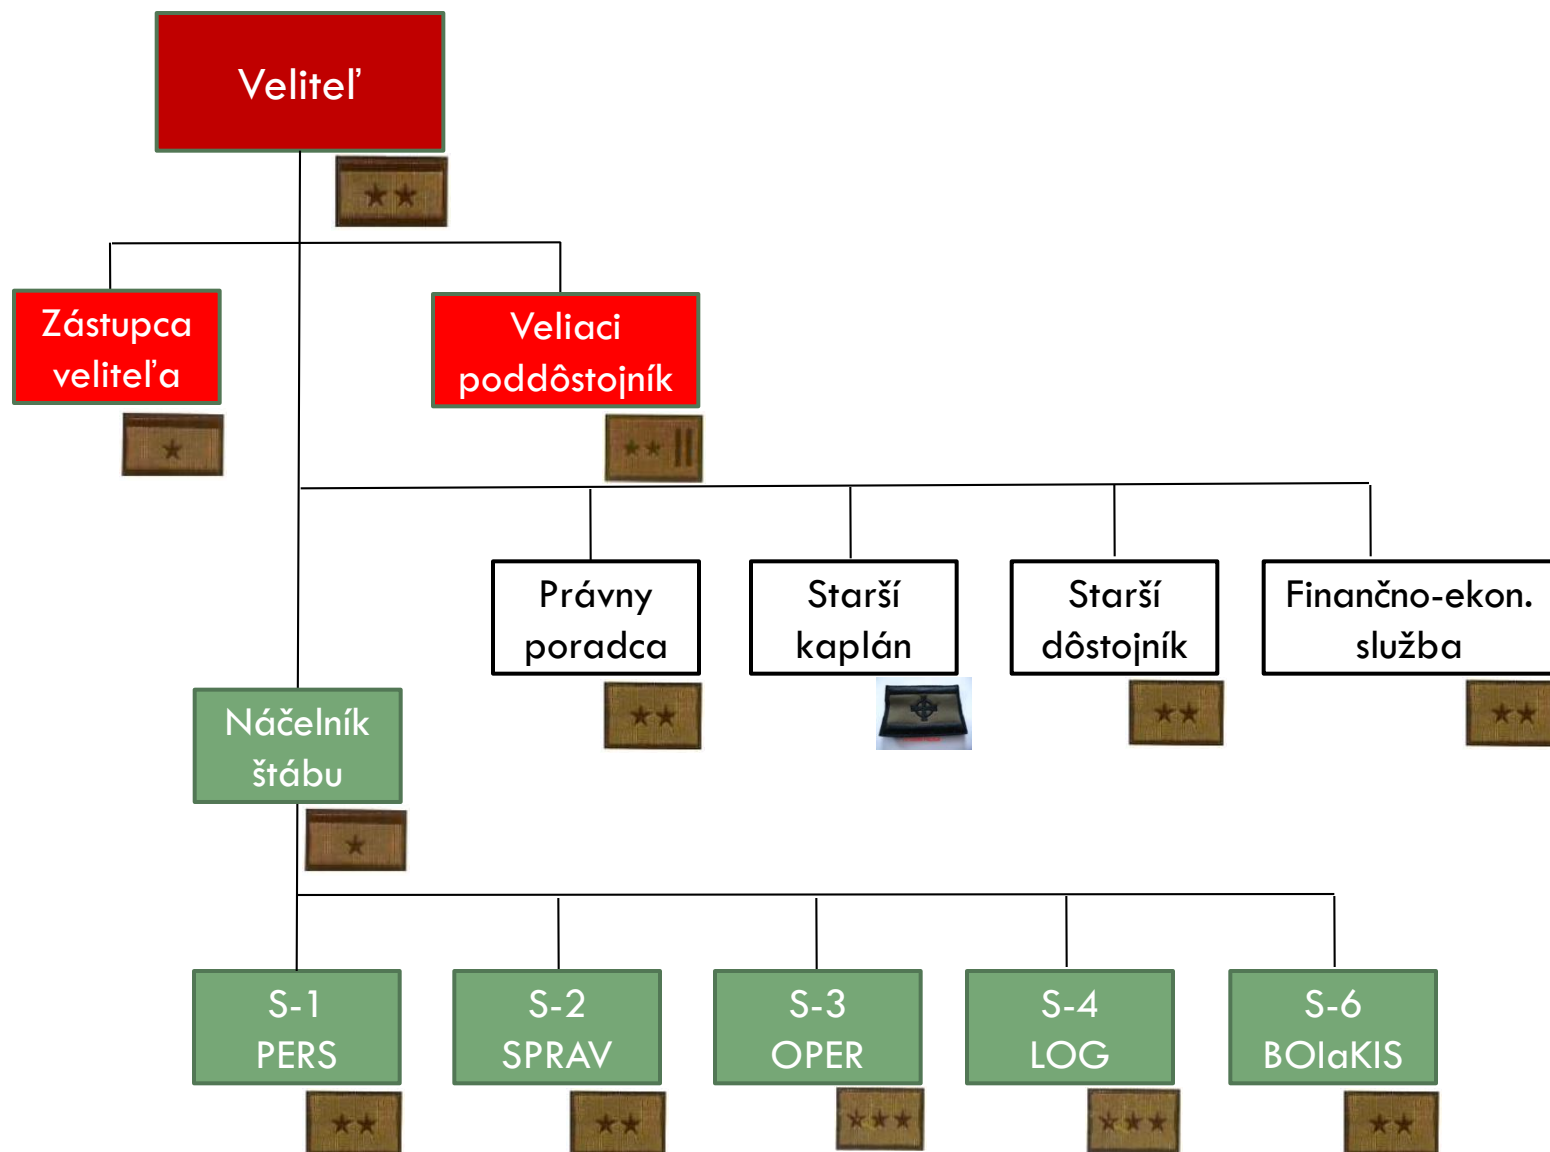 Veliteľ
Zástupca
veliteľa
Veliaci
poddôstojník
Právny
poradca
Starší
kaplán
Starší
dôstojník
Finančno-ekon.
služba
Náčelník
štábu
S-1
PERS
S-2
SPRAV
S-3
OPER
S-4
LOG
S-6
BOIaKIS